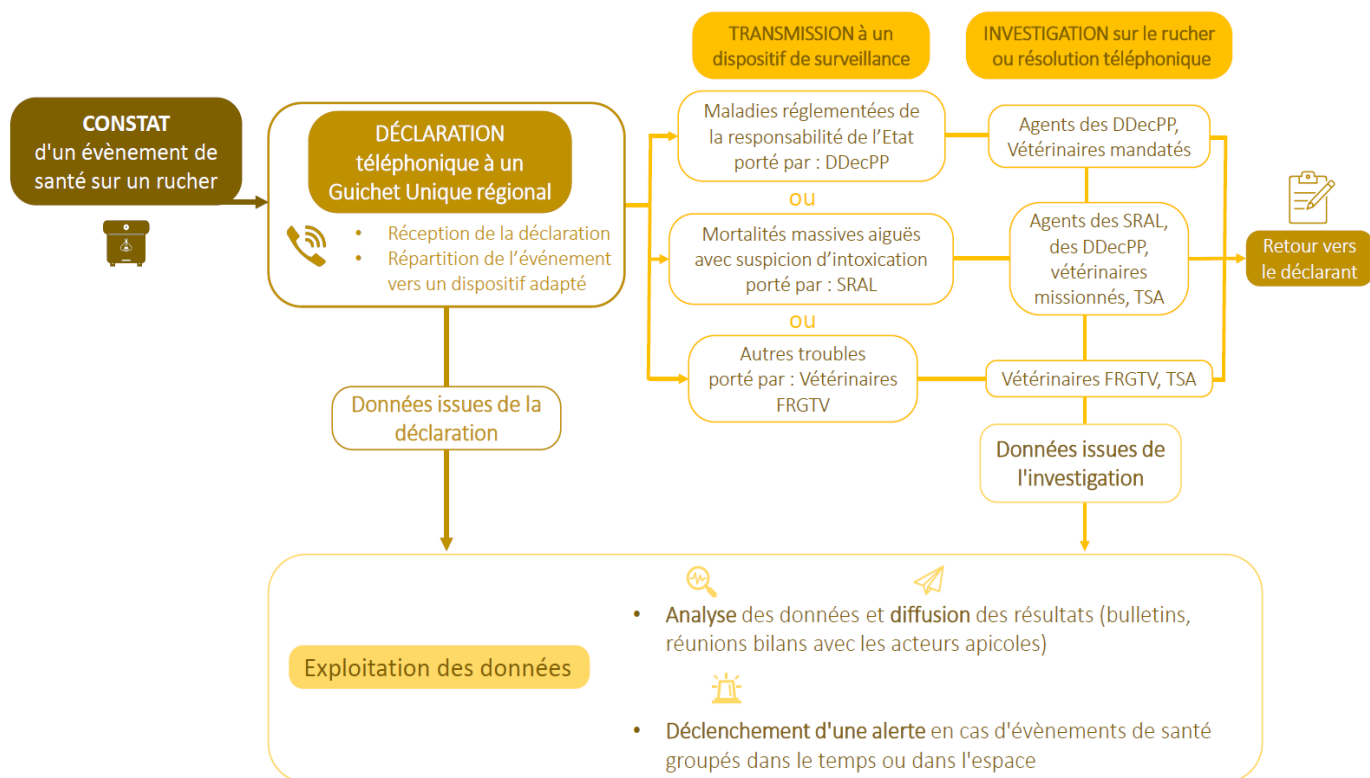 CONSTAT
d'un évènement de
santé sur un rucher
DÉCLARATION
téléphonique à un
Guichet Unique régional
• Réception de la déclaration
• Répartition de l'événement
vers un dispositif adapté
TRANSMISSION à un
dispositif de surveillance
Maladies réglementées de
la responsabilité de l'Etat
porté par : DDecPP
ou
Mortalités massives aiguës
avec suspicion d'intoxication
porté par : SRAL
ou
Autres troubles
porté par : Vétérinaires
FRGTV
INVESTIGATION sur le rucher
ou résolution téléphonique
Agents des DDecPP,
Vétérinaires mandatés
Agents des SRAL,
des DDecPP,
vétérinaires
missionnés, TSA
Vétérinaires FRGTV, TSA
Retour vers
le déclarant
Données issues de la
déclaration
Données issues de
l'investigation
Exploitation des données
• Analyse des données et diffusion des résultats (bulletins,
réunions bilans avec les acteurs apicoles)
• Déclenchement d'une alerte en cas d'évènements de santé
groupés dans le temps ou dans l'espace